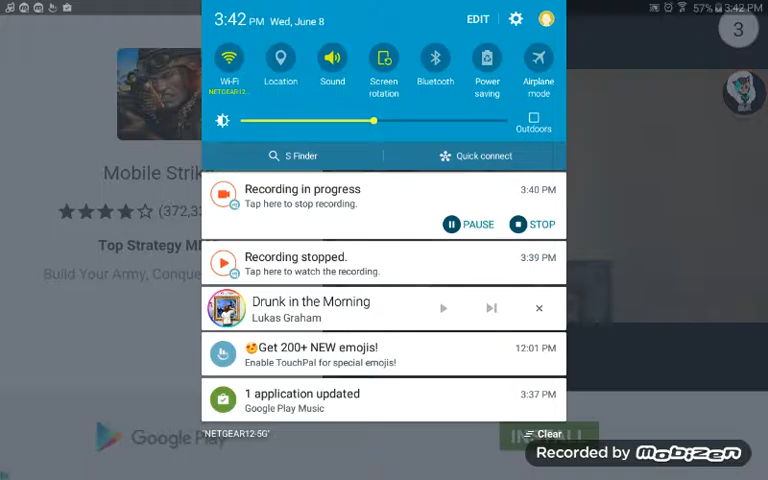 3:42 PM Wed, June 8
EDIT
57% 3:42 PM
3
Wi-Fi
NETGEAR12...
Location
Sound
Screen
rotation
Bluetooth
Power
saving
Airplane
mode
Outdoors
S Finder
Quick connect
Mobile Strik
(372,3
Top Strategy M
Build Your Army, Conque
Recording in progress
3:40 PM
Tap here to stop recording.
PAUSE
STOP
Recording stopped.
3:39 PM
Tap here to watch the recording.
Drunk in the Morning
Lukas Graham
Get 200+ NEW emojis!
12:01 PM
Enable TouchPal for special emojis!
1 application updated
3:37 PM
Google Play Music
"NETGEAR12-5G"
Clear
Google Play
INSTALL
Recorded by mobizen